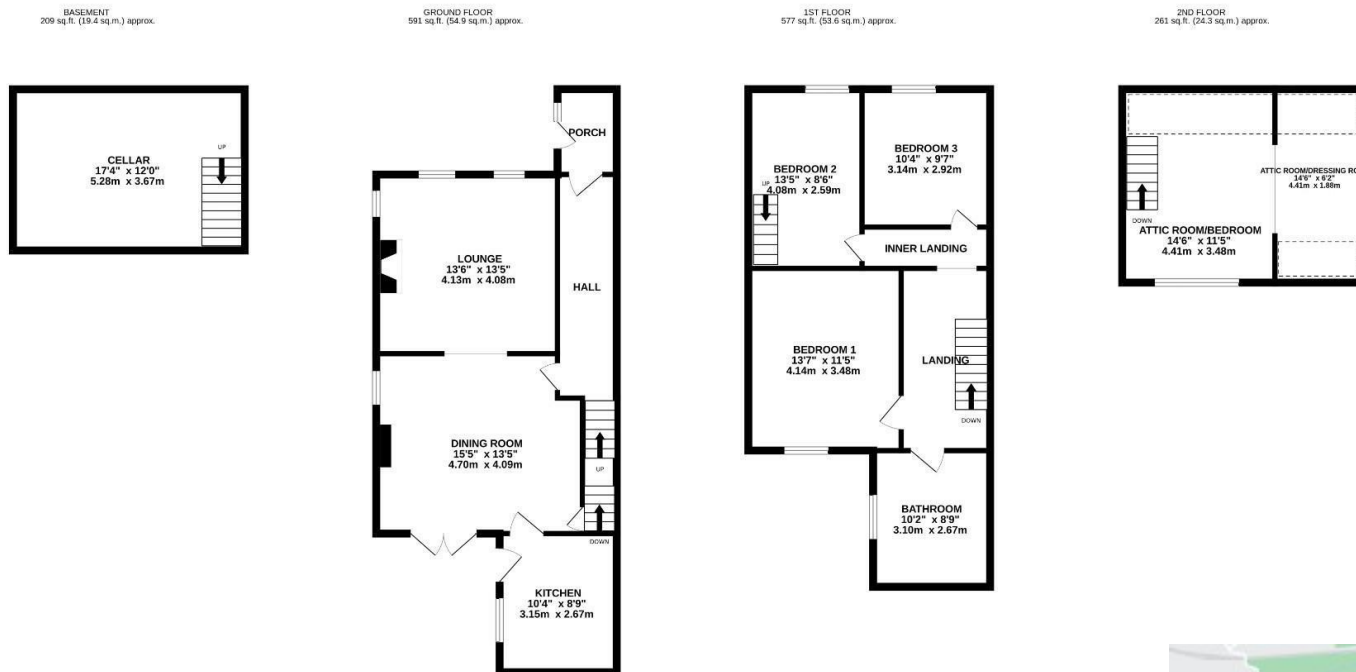 BASEMENT
209 sq.ft. (19.4 sq.m.) approx.
CELLAR
17'4" x 12'0"
5.28m x 3.67m
UP
GROUND FLOOR
591 sq.ft. (54.9 sq.m.) approx.
PORCH
LOUNGE
13'6" x 13'5"
4.13m x 4.08m
HALL
DINING ROOM
15'5" x 13'5"
4.70m x 4.09m
UP
DOWN
KITCHEN
10'4" x 8'9"
3.15m x 2.67m
1ST FLOOR
577 sq.ft. (53.6 sq.m.) approx.
BEDROOM 3
10'4" x 9'7"
3.14m x 2.92m
BEDROOM 2
13'5" x 8'6"
4.08m x 2.59m
UP
INNER LANDING
BEDROOM 1
13'7" x 11'5"
4.14m x 3.48m
LANDING
DOWN
BATHROOM
10'2" x 8'9"
3.10m x 2.67m
2ND FLOOR
261 sq.ft. (24.3 sq.m.) approx.
ATTIC ROOM/DRESSING RO
14'6" x 6'2"
4.41m x 1.88m
DOWN
ATTIC ROOM/BEDROOM
14'6" x 11'5"
4.41m x 3.48m